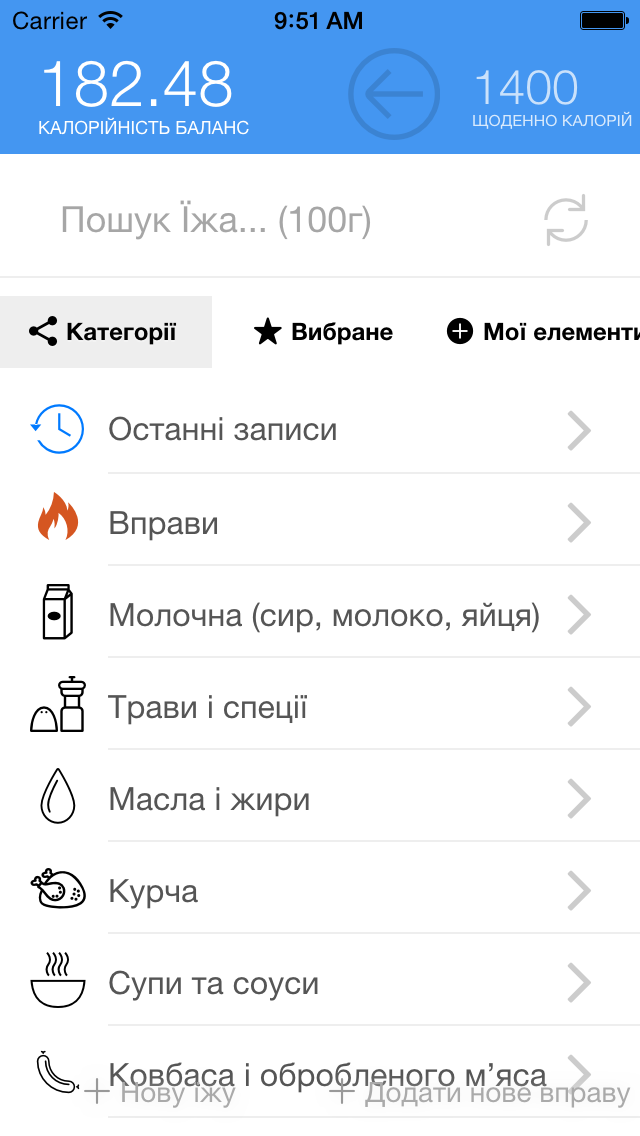 Carrier 9:51 AM
182.48 1400
КАЛОРІЙНІСТЬ БАЛАНС ЩОДЕННО КАЛОРІЙ
Пошук Їжа... (100г)
Категорії Вибране Мої елементи
Останні записи
Вправи
Молочна (сир, молоко, яйця)
Трави і спеції
Масла і жири
Курча
Супи та соуси
Ковбаса і обробленого м’яса
Нову їжу Додати нове вправу